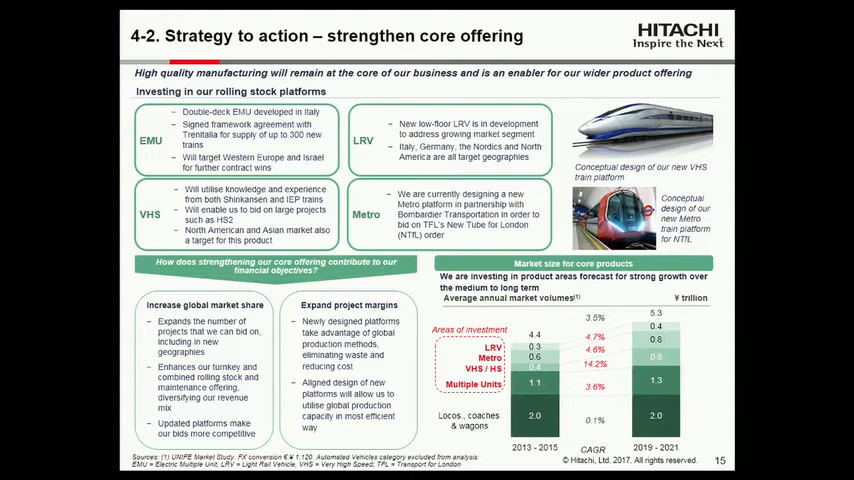 4-2. Strategy to action – strengthen core offering
HITACHI
Inspire the Next
High quality manufacturing will remain at the core of our business and is an enabler for our wider product offering
Investing in our rolling stock platforms
EMU
– Double-deck EMU developed in Italy
– Signed framework agreement with
Trenitalia for supply of up to 300 new
trains
– Will target Western Europe and Israel
for further contract wins
LRV
– New low-floor LRV is in development
to address growing market segment
– Italy, Germany, the Nordics and North
America are all target geographies
Conceptual design of our new VHS
train platform
VHS
– Will utilise knowledge and experience
from both Shinkansen and IEP trains
– Will enable us to bid on large projects
such as HS2
– North American and Asian market also
a target for this product
Metro
– We are currently designing a new
Metro platform in partnership with
Bombardier Transportation in order to
bid on TFL's New Tube for London
(NTfL) order
Conceptual
design of our
new Metro
train platform
for NTfL
How does strengthening our core offering contribute to our
financial objectives?
Increase global market share
– Expands the number of
projects that we can bid on,
including in new
geographies
– Enhances our turnkey and
combined rolling stock and
maintenance offering,
diversifying our revenue
mix
– Updated platforms make
our bids more competitive
Expand project margins
– Newly designed platforms
take advantage of global
production methods,
eliminating waste and
reducing cost
– Aligned design of new
platforms will allow us to
utilise global production
capacity in most efficient
way
Market size for core products
We are investing in product areas forecast for strong growth over
the medium to long term
Average annual market volumes(1)
¥ trillion
Areas of investment
4.4
3.5%
5.3
0.4
LRV
0.3
4.7%
0.8
Metro
0.6
4.6%
0.6
VHS / HS
0.4
14.2%
Multiple Units
1.1
3.6%
1.3
Locos., coaches
& wagons
2.0
0.1%
2.0
2013 - 2015
CAGR
2019 - 2021
Sources: (1) UNIFE Market Study. FX conversion €:¥ 1:120. Automated Vehicles category excluded from analysis
EMU = Electric Multiple Unit, LRV = Light Rail Vehicle, VHS = Very High Speed; TFL = Transport for London
© Hitachi, Ltd. 2017. All rights reserved.
15